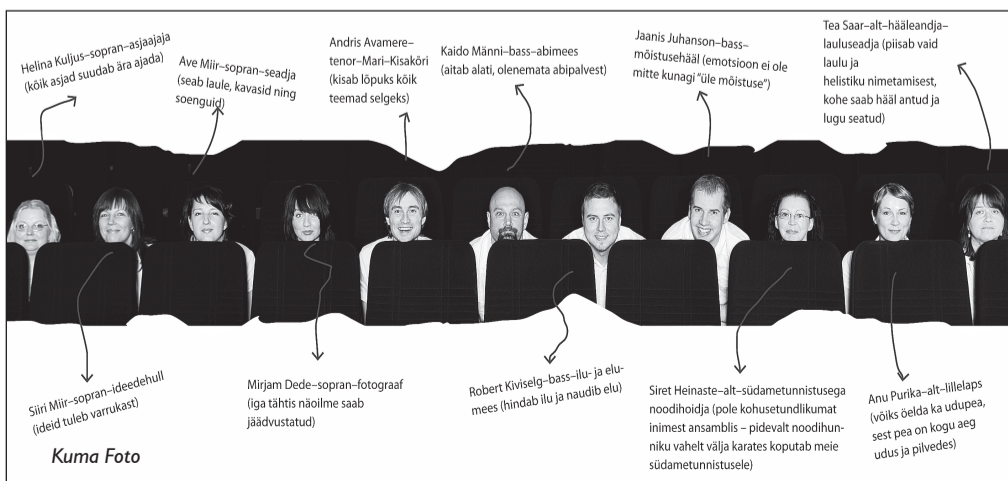 Helina Kuljus–sopran–asjaajaja
(kõik asjad suudab ära ajada)
Ave Miir–sopran–seadja
(seab laule, kavasid ning
soenguid)
Andris Avamere–
tenor–Mari–Kisakõri
(kisab lõpuks kõik
teemad selgeks)
Kaido Männi–bass–abimees
(aitab alati, olenemata abipalvest)
Jaanis Juhanson–bass–
mõistusehääl (emotsioon ei ole
mitte kunagi “üle mõistuse”)
Tea Saar–alt–hääleandja–
lauluseadja (piisab vaid
laulu ja
helistiku nimetamisest,
kohe saab hääl antud ja
lugu seatud)
Siiri Miir–sopran–ideedehull
(ideid tuleb varrukast)
Mirjam Dede–sopran–fotograaf
(iga tähtis näoilme saab
jäädvustatud)
Robert Kiviselg–bass–ilu- ja elu-
mees (hindab ilu ja naudib elu)
Siret Heinaste–alt–südametunnistusega
noodihoidja (pole kohusetundlikumat
inimest ansamblis – pidevalt noodihun-
niku vahelt välja karates koputab meie
südametunnistusele)
Anu Purika–alt–lillelaps
(võiks öelda ka udupea,
sest pea on kogu aeg
udus ja pilvedes)
Kuma Foto